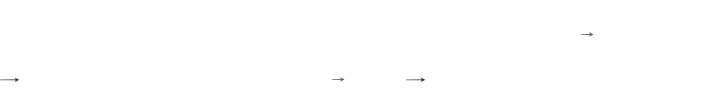 →
→ → →